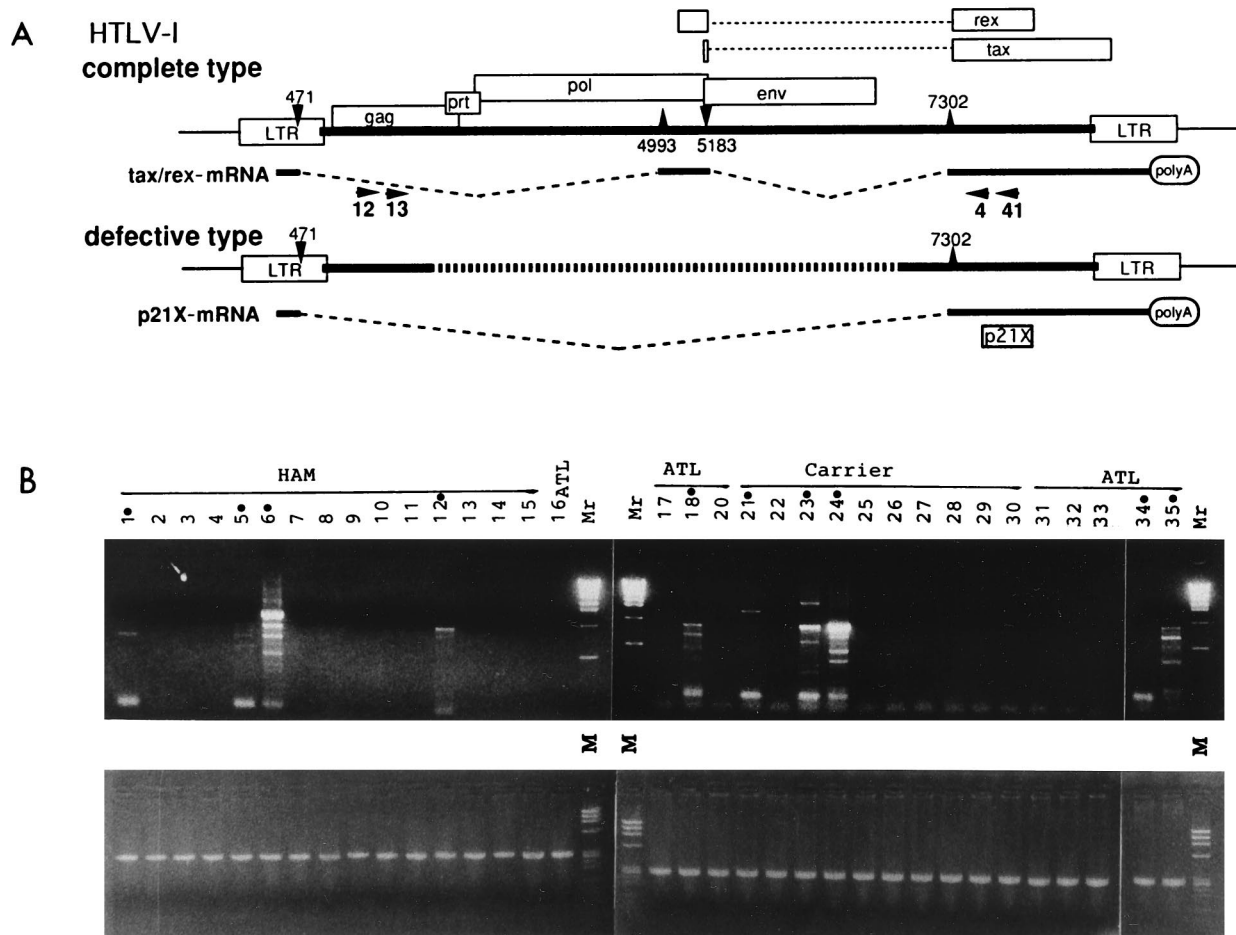 A
HTLV-I
complete type
rex
tax
471
gag
prt
pol
env
7302
LTR
LTR
4993
5183
tax/rex-mRNA
polyA
12 13
4 41
defective type
471
7302
LTR
LTR
p21X-mRNA
polyA
p21X
B
HAM
ATL
Carrier
ATL
1• 2 3 4 5• 6• 7 8 9 10 11 12• 13 14 15 16ATL Mr Mr 17 18• 20 21• 22 23• 24• 25 26 27 28 29 30 31 32 33 34• 35• Mr
M M M